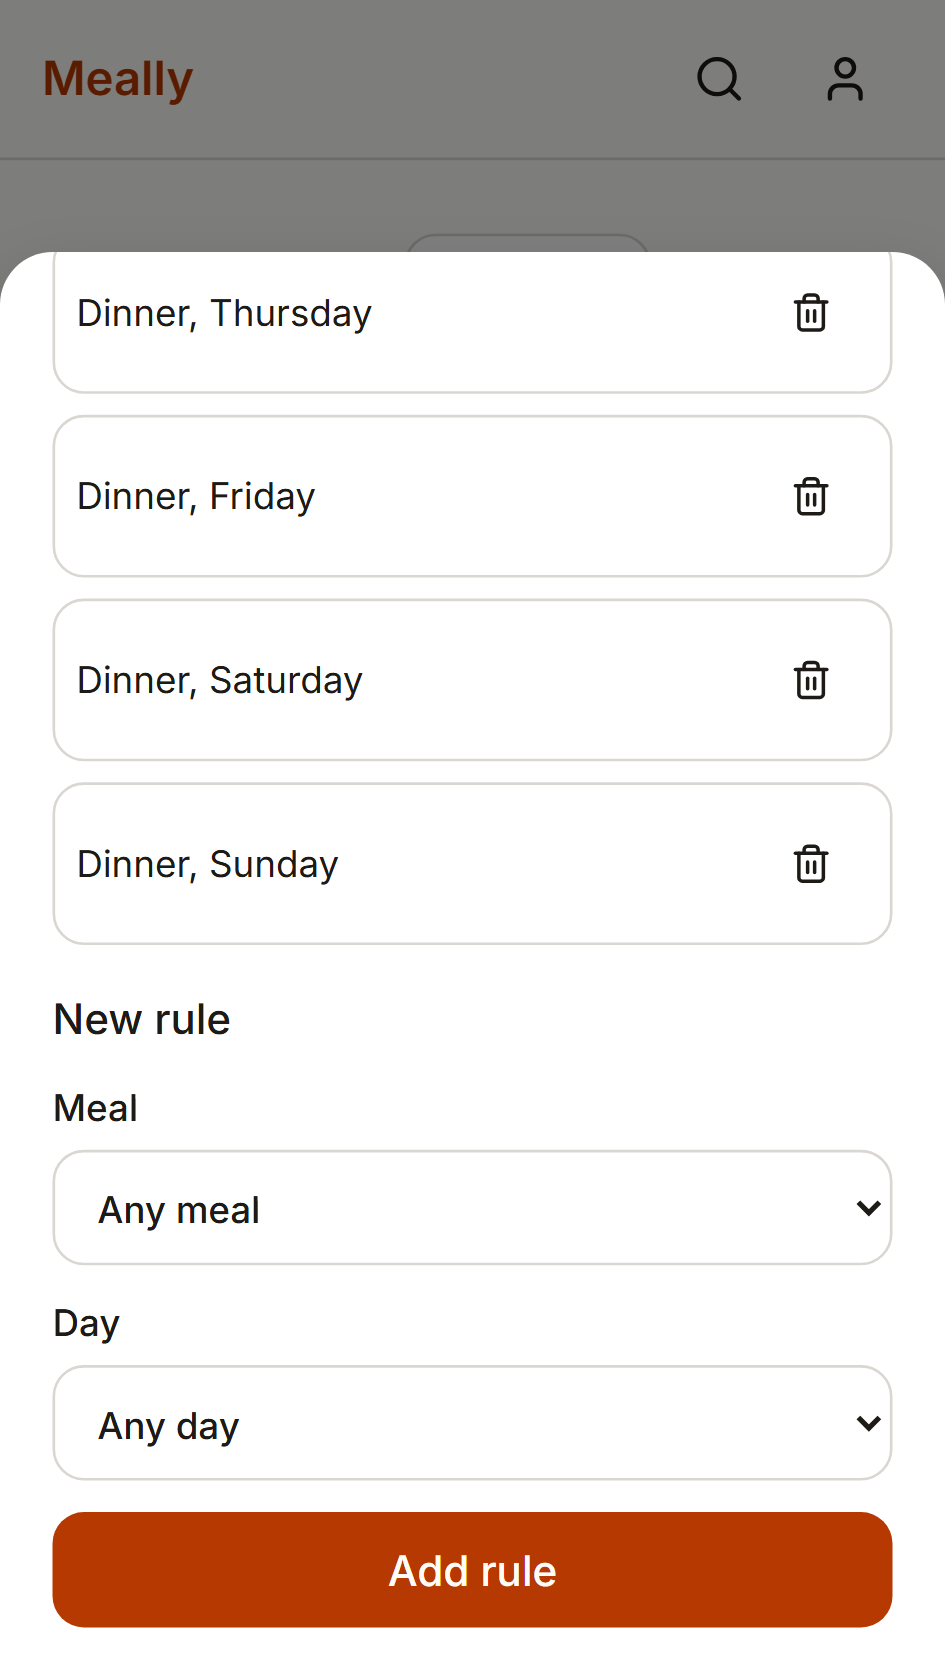 Meally
Dinner, Thursday
Dinner, Friday
Dinner, Saturday
Dinner, Sunday
New rule
Meal
Any meal
Day
Any day
Add rule